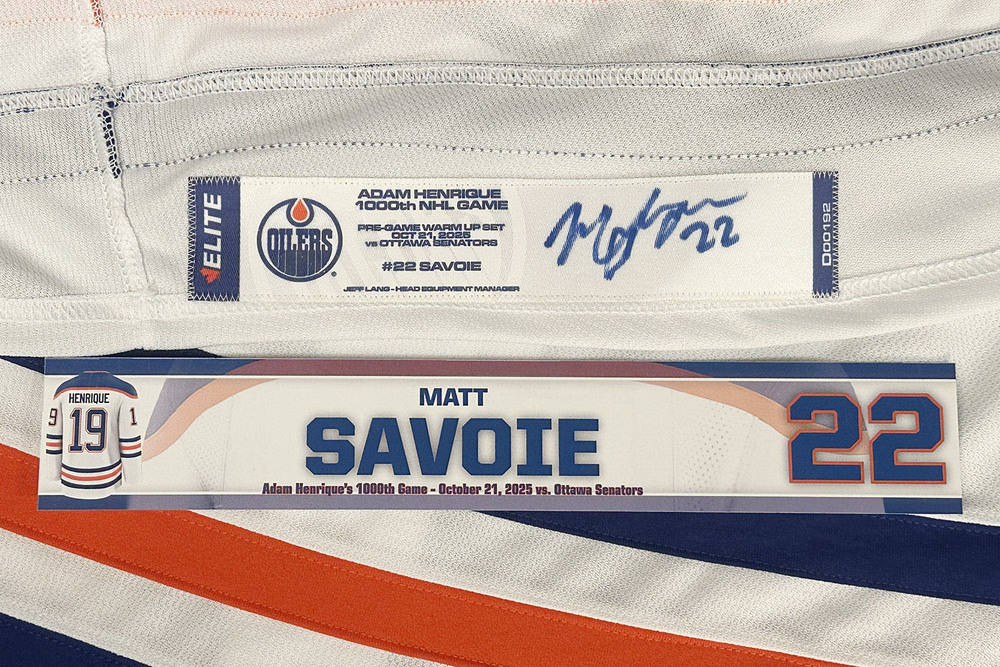 ELITE
OILERS
ADAM HENRIQUE
1000th NHL GAME
PRE-GAME WARM UP SET
OCT 21, 2025
vs OTTAWA SENATORS
#22 SAVOIE
JEFF LANG - HEAD EQUIPMENT MANAGER
22
D00192
HENRIQUE
9 19 1
MATT
SAVOIE
22
Adam Henrique's 1000th Game - October 21, 2025 vs. Ottawa Senators